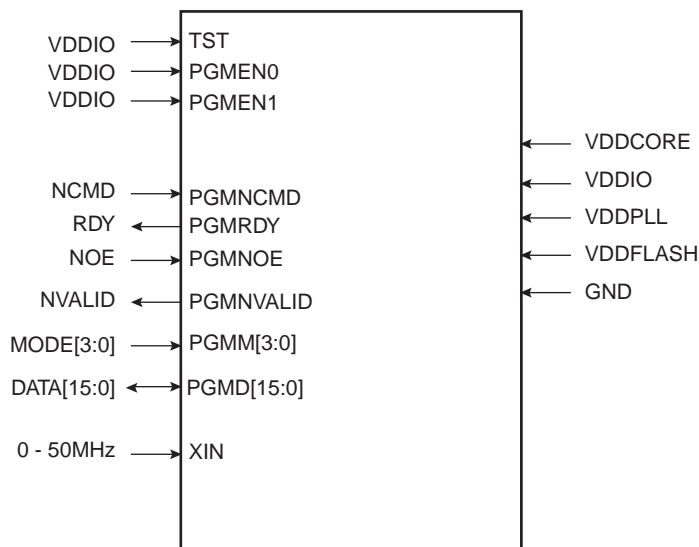 VDDIO TST
VDDIO PGMEN0
VDDIO PGMEN1
VDDCORE
VDDIO
NCMD PGMNCMD
VDDPLL
RDY PGMRDY
VDDFLASH
NOE PGMNOE
GND
NVALID PGMNVALID
MODE[3:0] PGMM[3:0]
DATA[15:0] PGMD[15:0]
0 - 50MHz XIN